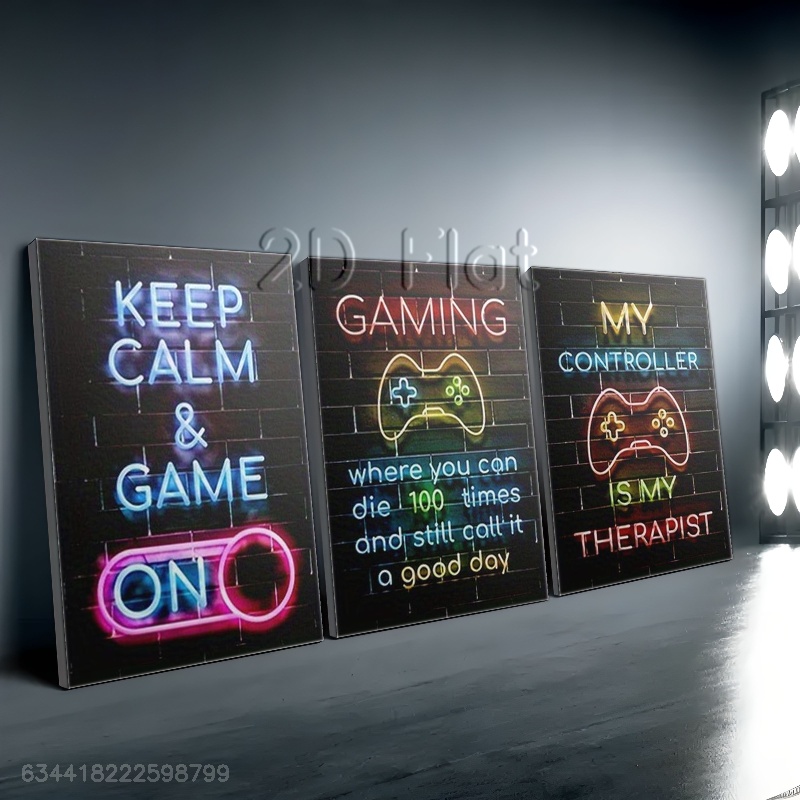 2D Flat
KEEP
CALM
&
GAME
ON
GAMING
where you can
die 100 times
and still call it
a good day
MY
CONTROLLER
IS MY
THERAPIST
634418222598799